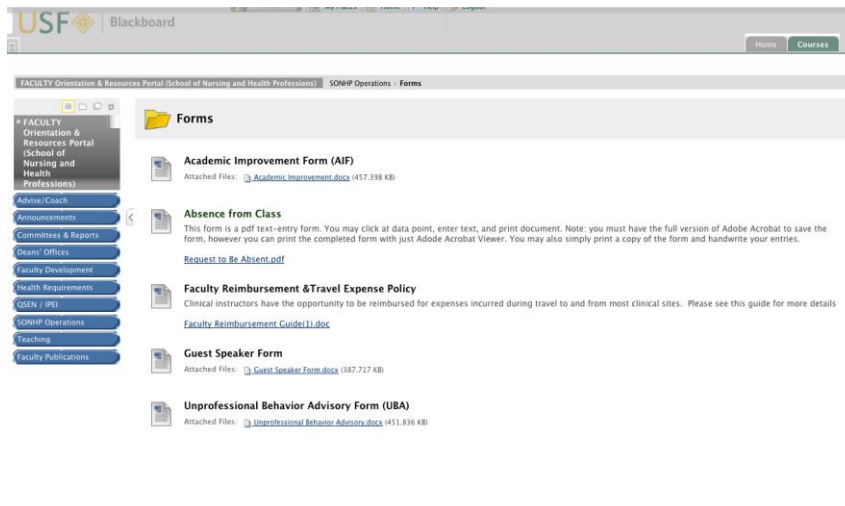 My Places Home Help Logout
USF Blackboard
Home Courses
FACULTY Orientation & Resources Portal (School of Nursing and Health Professions) SONHP Operations Forms
FACULTY
Orientation &
Resources Portal
(School of
Nursing and
Health
Professions)
Advise/Coach
Announcements
Committees & Reports
Deans' Offices
Faculty Development
Health Requirements
QSEN / IPEI
SONHP Operations
Teaching
Faculty Publications
Forms
Academic Improvement Form (AIF)
Attached Files: Academic Improvement.docx (457.398 KB)
Absence from Class
This form is a pdf text-entry form. You may click at data point, enter text, and print document. Note: you must have the full version of Adobe Acrobat to save the
form, however you can print the completed form with just Adode Acrobat Viewer. You may also simply print a copy of the form and handwrite your entries.
Request to Be Absent.pdf
Faculty Reimbursement &Travel Expense Policy
Clinical instructors have the opportunity to be reimbursed for expenses incurred during travel to and from most clinical sites. Please see this guide for more details
Faculty Reimbursement Guide(1).doc
Guest Speaker Form
Attached Files: Guest Speaker Form.docx (387.717 KB)
Unprofessional Behavior Advisory Form (UBA)
Attached Files: Unprofessional Behavior Advisory.docx (451.836 KB)